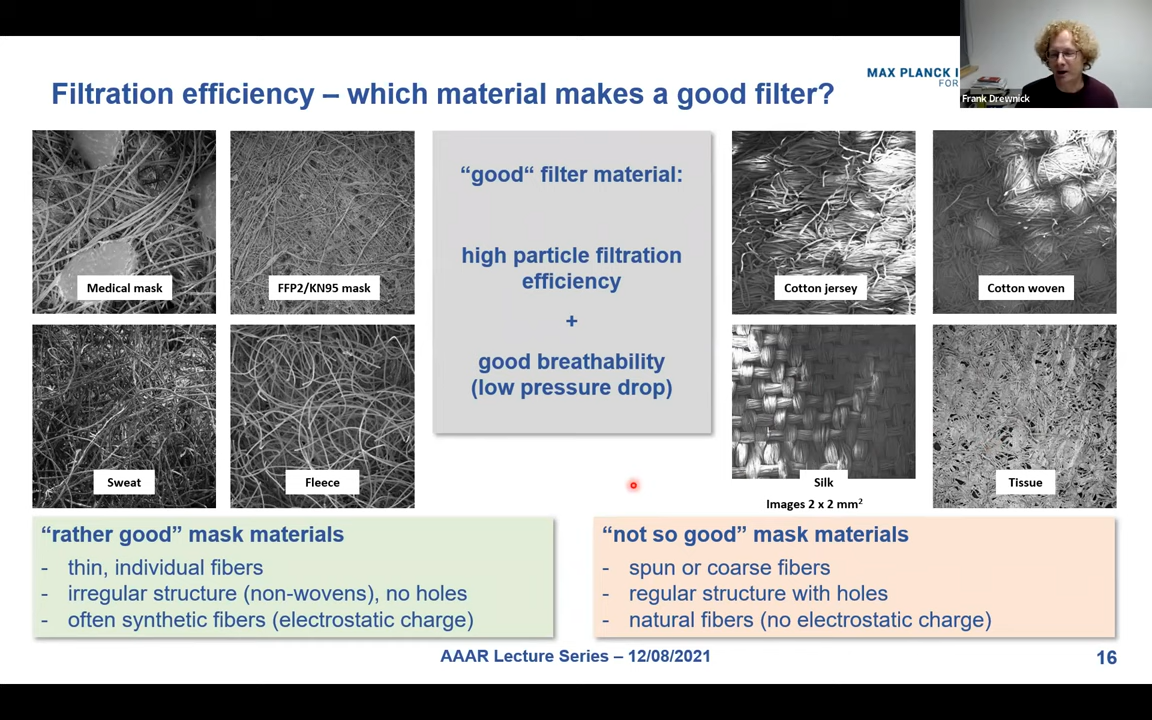 Filtration efficiency – which material makes a good filter?
MAX PLANCK I
FOR
Frank Drewnick
Medical mask
FFP2/KN95 mask
“good“ filter material:
high particle filtration
efficiency
+
good breathability
(low pressure drop)
Cotton jersey
Cotton woven
Sweat
Fleece
Silk
Images 2 x 2 mm²
Tissue
“rather good” mask materials
- thin, individual fibers
- irregular structure (non-wovens), no holes
- often synthetic fibers (electrostatic charge)
“not so good” mask materials
- spun or coarse fibers
- regular structure with holes
- natural fibers (no electrostatic charge)
AAAR Lecture Series – 12/08/2021
16